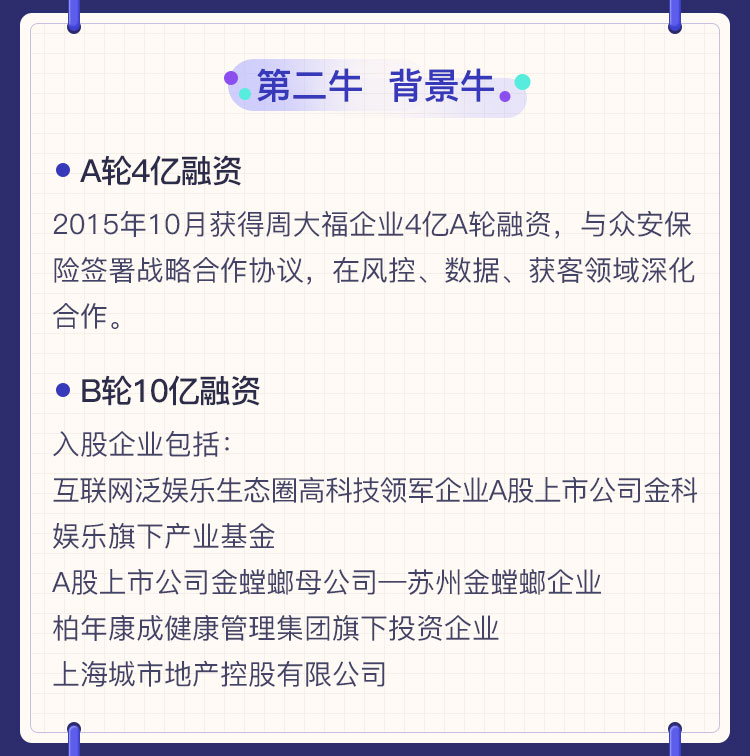 第二牛 背景牛
A轮4亿融资
2015年10月获得周大福企业4亿A轮融资，与众安保
险签署战略合作协议，在风控、数据、获客领域深化
合作。
B轮10亿融资
入股企业包括：
互联网泛娱乐生态圈高科技领军企业A股上市公司金科
娱乐旗下产业基金
A股上市公司金螳螂母公司—苏州金螳螂企业
柏年康成健康管理集团旗下投资企业
上海城市地产控股有限公司